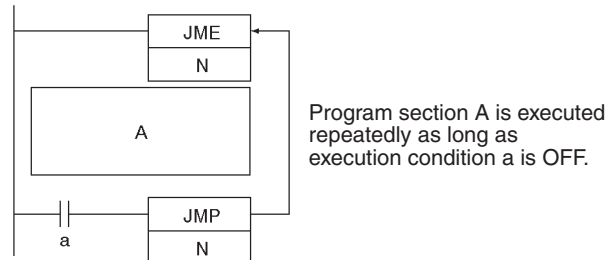 JME
N
A
Program section A is executed
repeatedly as long as
execution condition a is OFF.
JMP
a
N